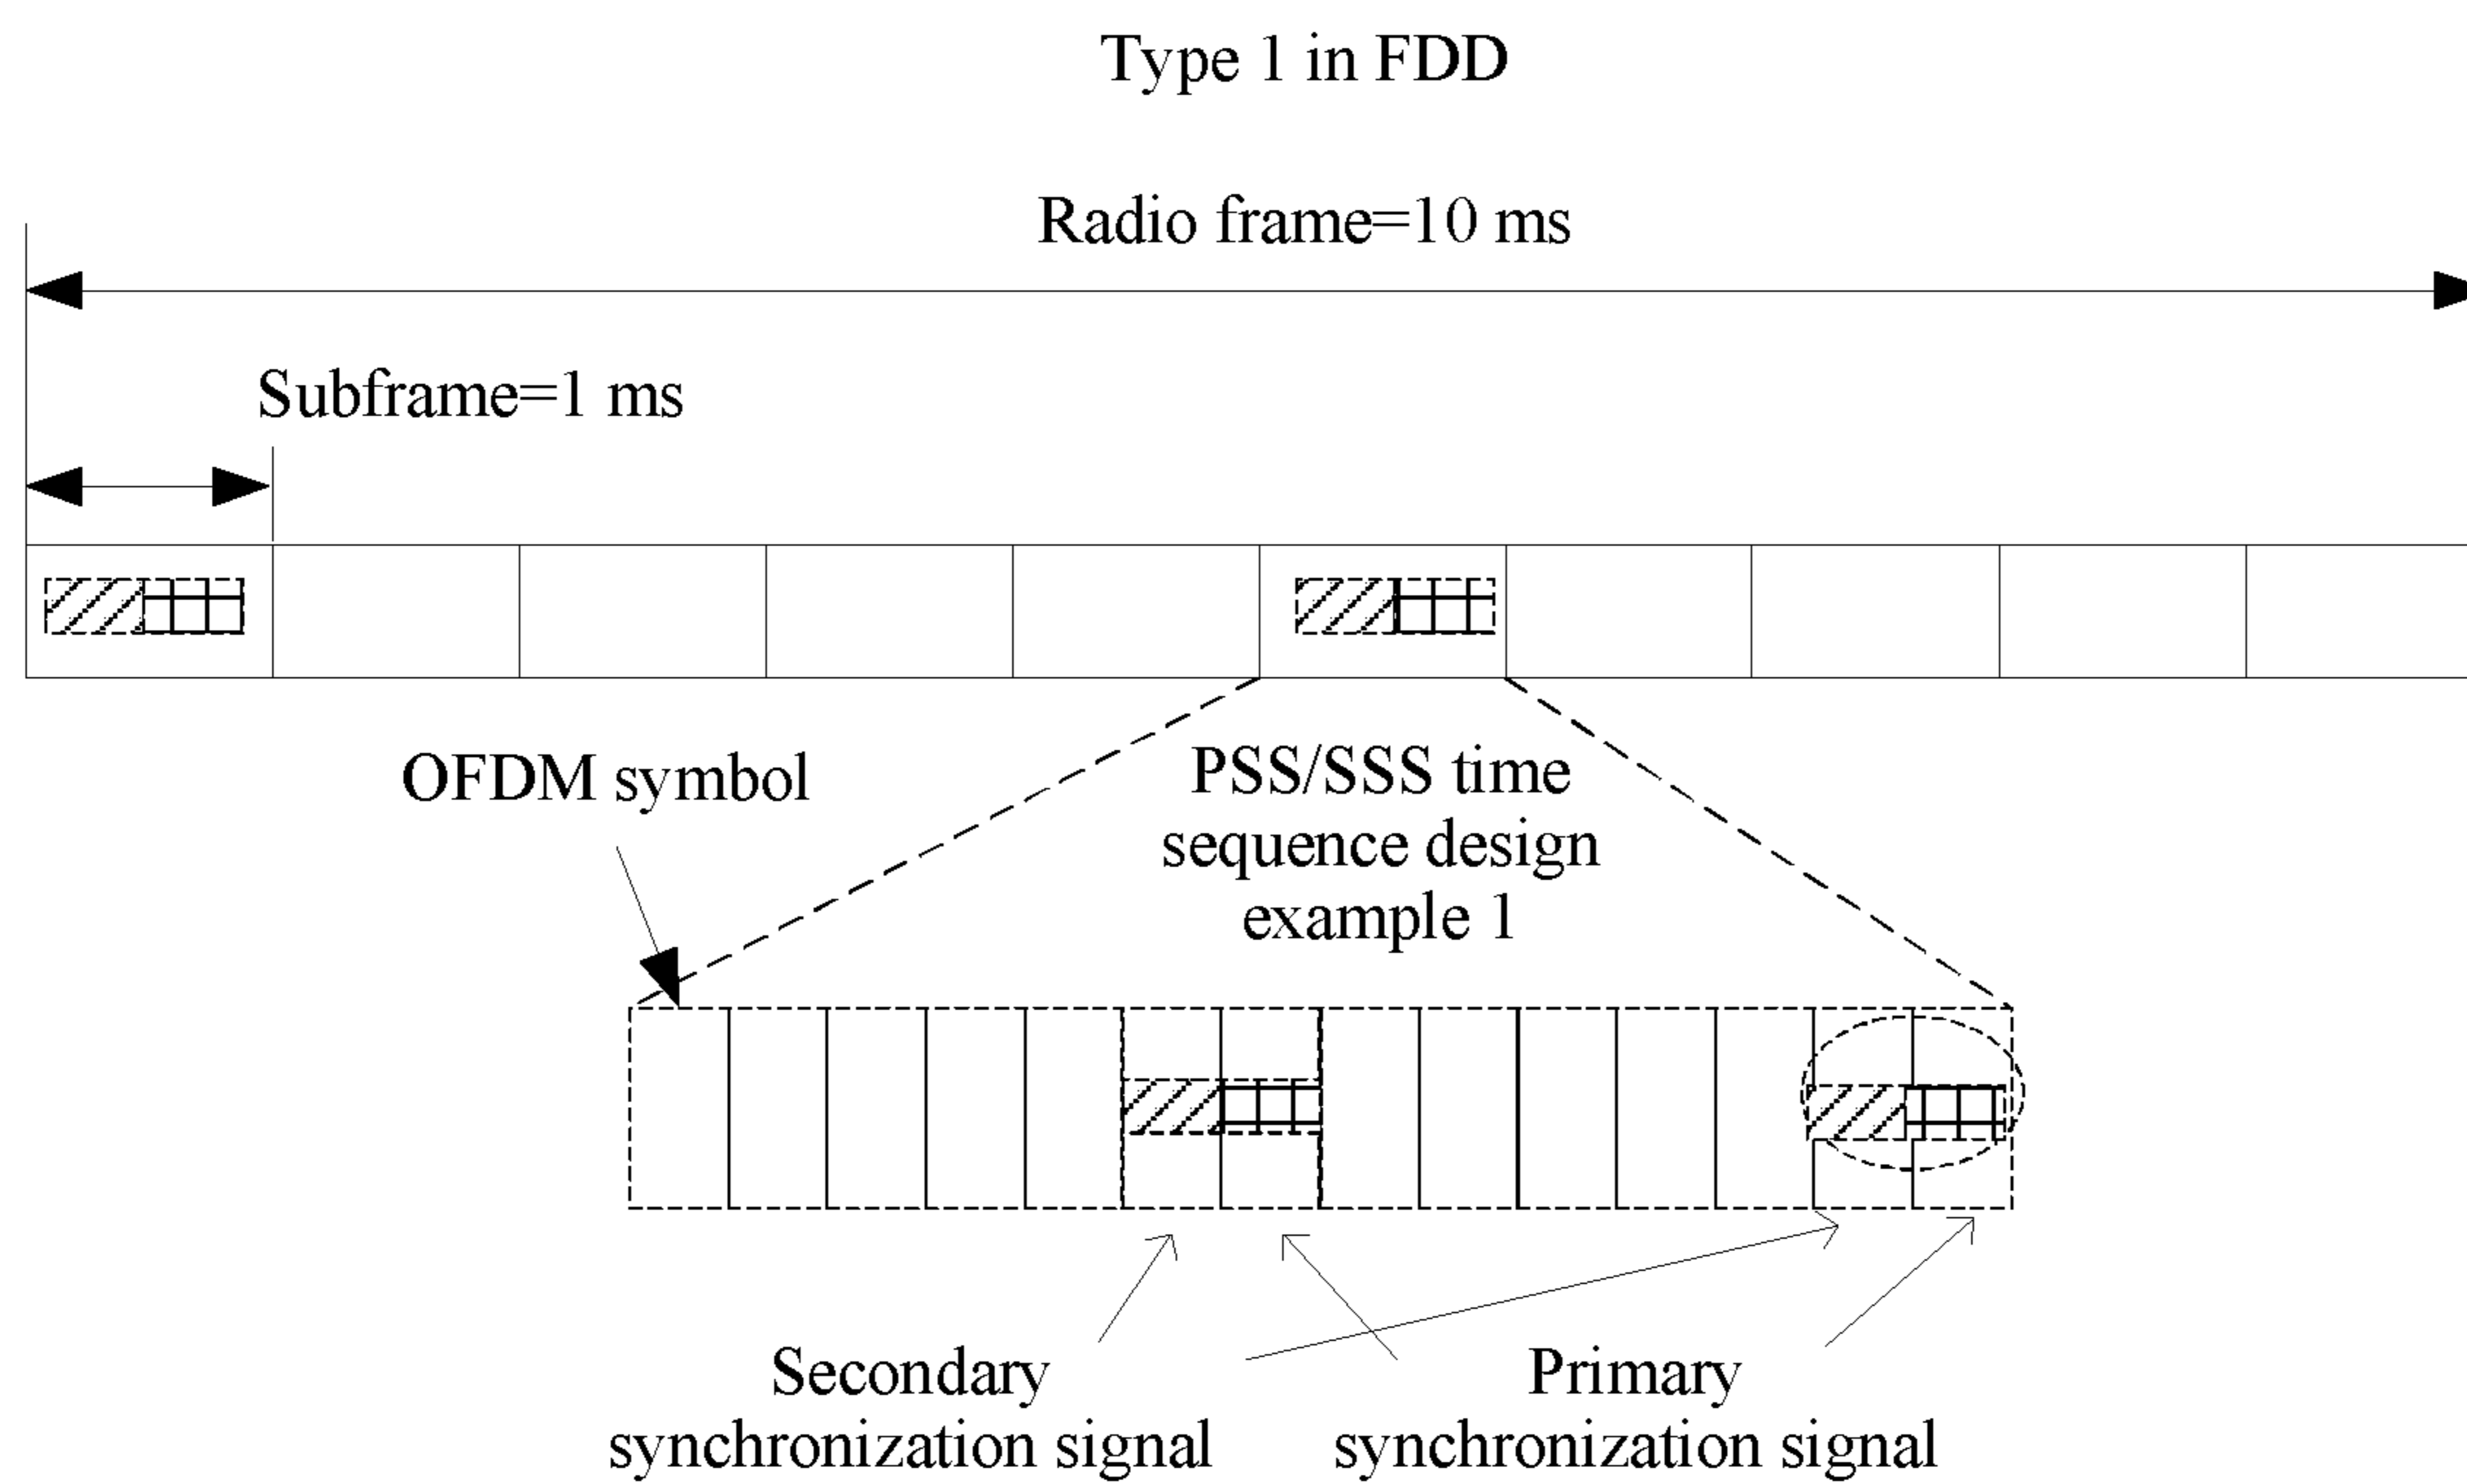 Type 1 in FDD
Radio frame=10 ms
Subframe=1 ms
OFDM symbol
PSS/SSS time
sequence design
example 1
Secondary
synchronization signal
Primary
synchronization signal